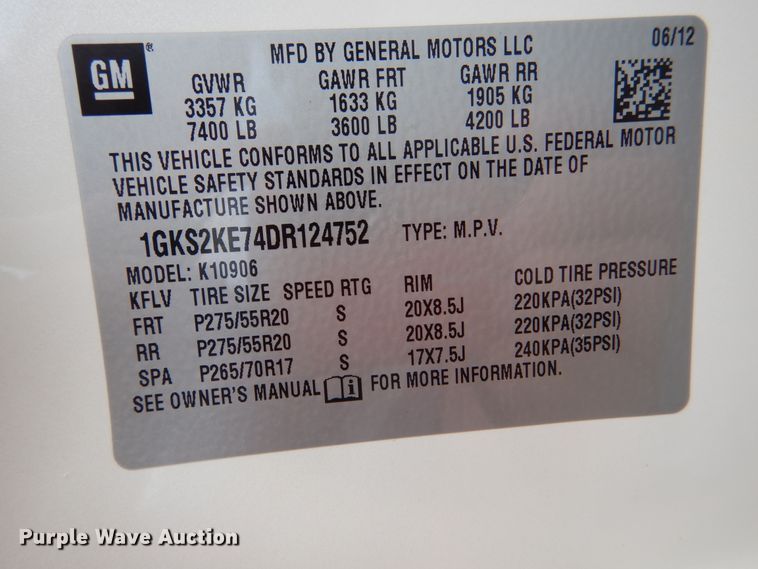 GM ®
MFD BY GENERAL MOTORS LLC 06/12
GVWR GAWR FRT GAWR RR
3357 KG 1633 KG 1905 KG
7400 LB 3600 LB 4200 LB
THIS VEHICLE CONFORMS TO ALL APPLICABLE U.S. FEDERAL MOTOR
VEHICLE SAFETY STANDARDS IN EFFECT ON THE DATE OF
MANUFACTURE SHOWN ABOVE.
1GKS2KE74DR124752 TYPE: M.P.V.
MODEL: K10906
KFLV TIRE SIZE SPEED RTG RIM COLD TIRE PRESSURE
FRT P275/55R20 S 20X8.5J 220KPA(32PSI)
RR P275/55R20 S 20X8.5J 220KPA(32PSI)
SPA P265/70R17 S 17X7.5J 240KPA(35PSI)
SEE OWNER'S MANUAL i FOR MORE INFORMATION.
Purple Wave Auction